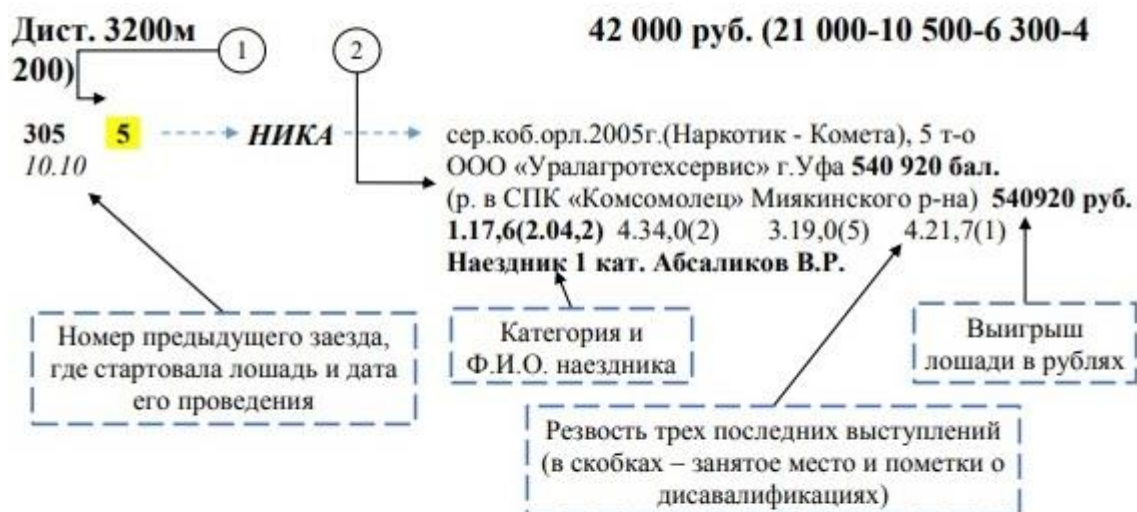 Дист. 3200м 42 000 руб. (21 000-10 500-6 300-4
200)
1 2
305 5 НИКА сер.коб.орл.2005г.(Наркотик - Комета), 5 т-о
10.10 ООО «Уралагротехсервис» г.Уфа 540 920 бал.
(р. в СПК «Комсомолец» Миякинского р-на) 540920 руб.
1.17,6(2.04,2) 4.34,0(2) 3.19,0(5) 4.21,7(1)
Наездник 1 кат. Абсаликов В.Р.
Номер предыдущего заезда,
где стартовала лошадь и дата
его проведения
Категория и
Ф.И.О. наездника
Выигрыш
лошади в рублях
Резвость трех последних выступлений
(в скобках – занятое место и пометки о
дисавалификациях)